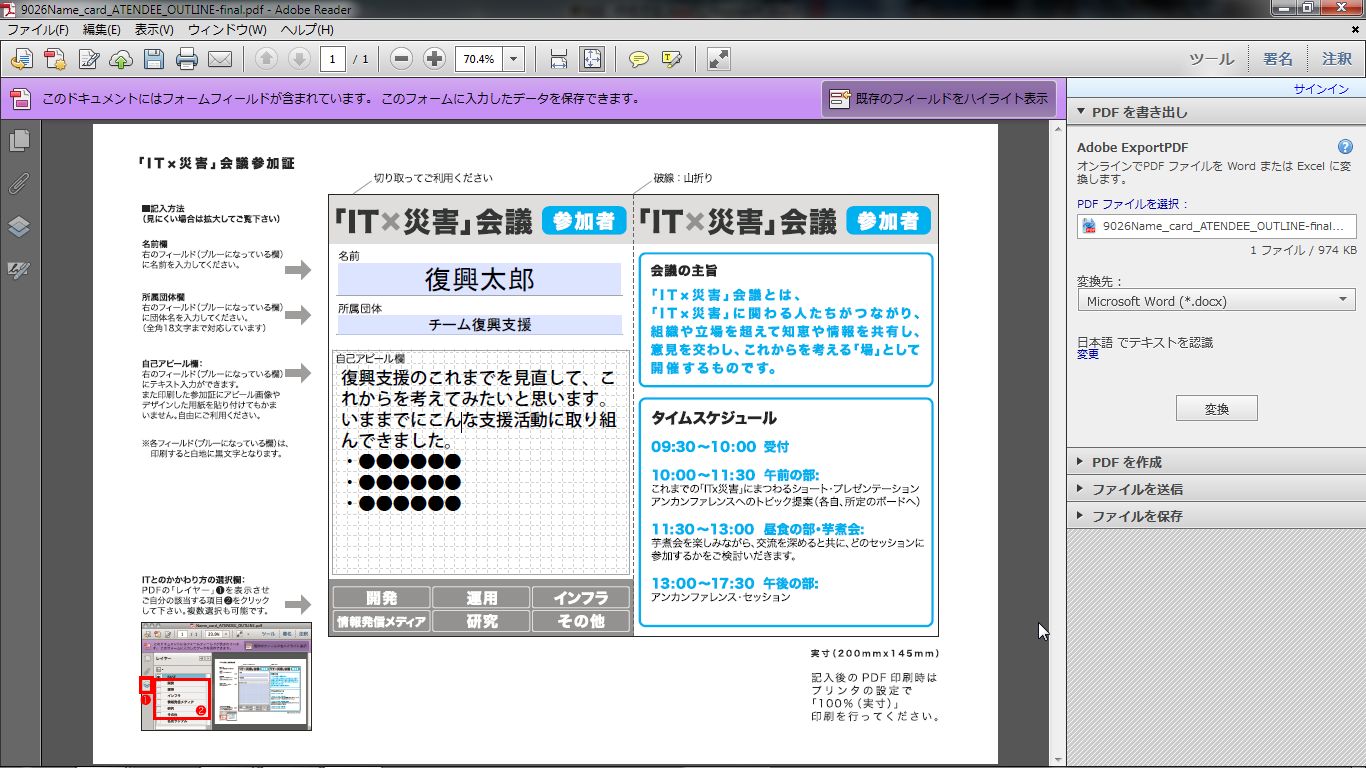 9026Name_card_ATENDEE_OUTLINE-final.pdf - Adobe Reader
ファイル(F) 編集(E) 表示(V) ウィンドウ(W) ヘルプ(H)
1 / 1 70.4% ツール 署名 注釈
このドキュメントにはフォームフィールドが含まれています。このフォームに入力したデータを保存できます。
既存のフィールドをハイライト表示
「IT×災害」会議参加証
切り取ってご利用ください
破線：山折り
■記入方法
(見にくい場合は拡大してご覧下さい)
名前欄
右のフィールド(ブルーになっている欄)
に名前を入力してください。
所属団体欄
右のフィールド(ブルーになっている欄)
に団体名を入力してください。
(全角18文字まで対応しています)
自己アピール欄：
右のフィールド(ブルーになっている欄)
にテキスト入力ができます。
また印刷した参加証にアピール画像や
デザインした用紙を貼り付けてもかま
いません。自由にご利用ください。
※各フィールド(ブルーになっている欄)は、
印刷すると白地に黒文字となります。
ITとのかかわり方の選択欄：
PDFの「レイヤー」❶を表示させ
ご自分の該当する項目❷をクリック
して下さい。複数選択も可能です。
レイヤー
インフラ
情報発信メディア
研究
その他
❶
❷
「IT×災害」会議 参加者
名前
復興太郎
所属団体
チーム復興支援
自己アピール欄
復興支援のこれまでを見直して、こ
れからを考えてみたいと思います。
いままでにこんな支援活動に取り組
んできました。
・●●●●●●
・●●●●●●
・●●●●●●
開発 運用 インフラ
情報発信メディア 研究 その他
「IT×災害」会議 参加者
会議の主旨
「IT×災害」会議とは、
「IT×災害」に関わる人たちがつながり、
組織や立場を超えて知恵や情報を共有し、
意見を交わし、これからを考える「場」として
開催するものです。
タイムスケジュール
09:30〜10:00 受付
10:00〜11:30 午前の部:
これまでの「ITx災害」にまつわるショート・プレゼンテーション
アンカンファレンスへのトピック提案(各自、所定のボードへ)
11:30〜13:00 昼食の部・芋煮会:
芋煮会を楽しみながら、交流を深めると共に、どのセッションに
参加するかをご検討いだきます。
13:00〜17:30 午後の部:
アンカンファレンス・セッション
実寸(200mmx145mm)
記入後のPDF印刷時は
プリンタの設定で
「100%(実寸)」
印刷を行ってください。
サインイン
PDF を書き出し
Adobe ExportPDF
オンラインでPDF ファイルを Word または Excel に変
換します。
PDF ファイルを選択：
9026Name_card_ATENDEE_OUTLINE-final...
1 ファイル / 974 KB
変換先：
Microsoft Word (*.docx)
日本語 でテキストを認識
変更
変換
PDF を作成
ファイルを送信
ファイルを保存